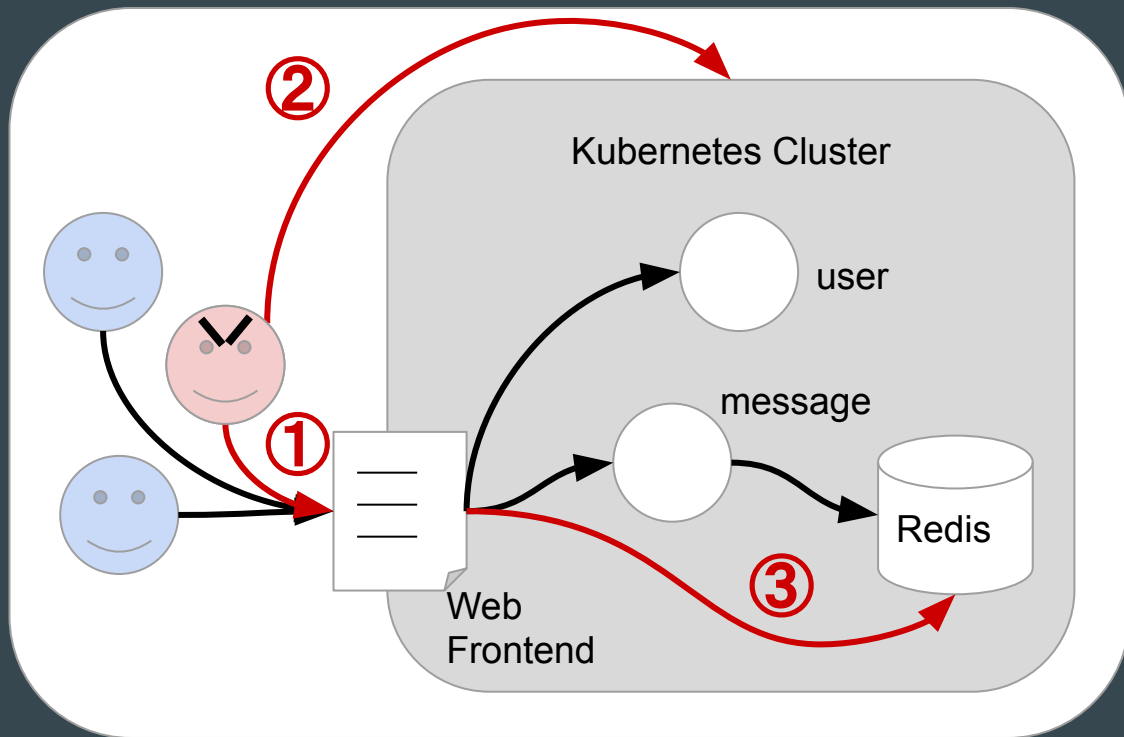 ②
Kubernetes Cluster
user
message
①
Redis
③
Web
Frontend